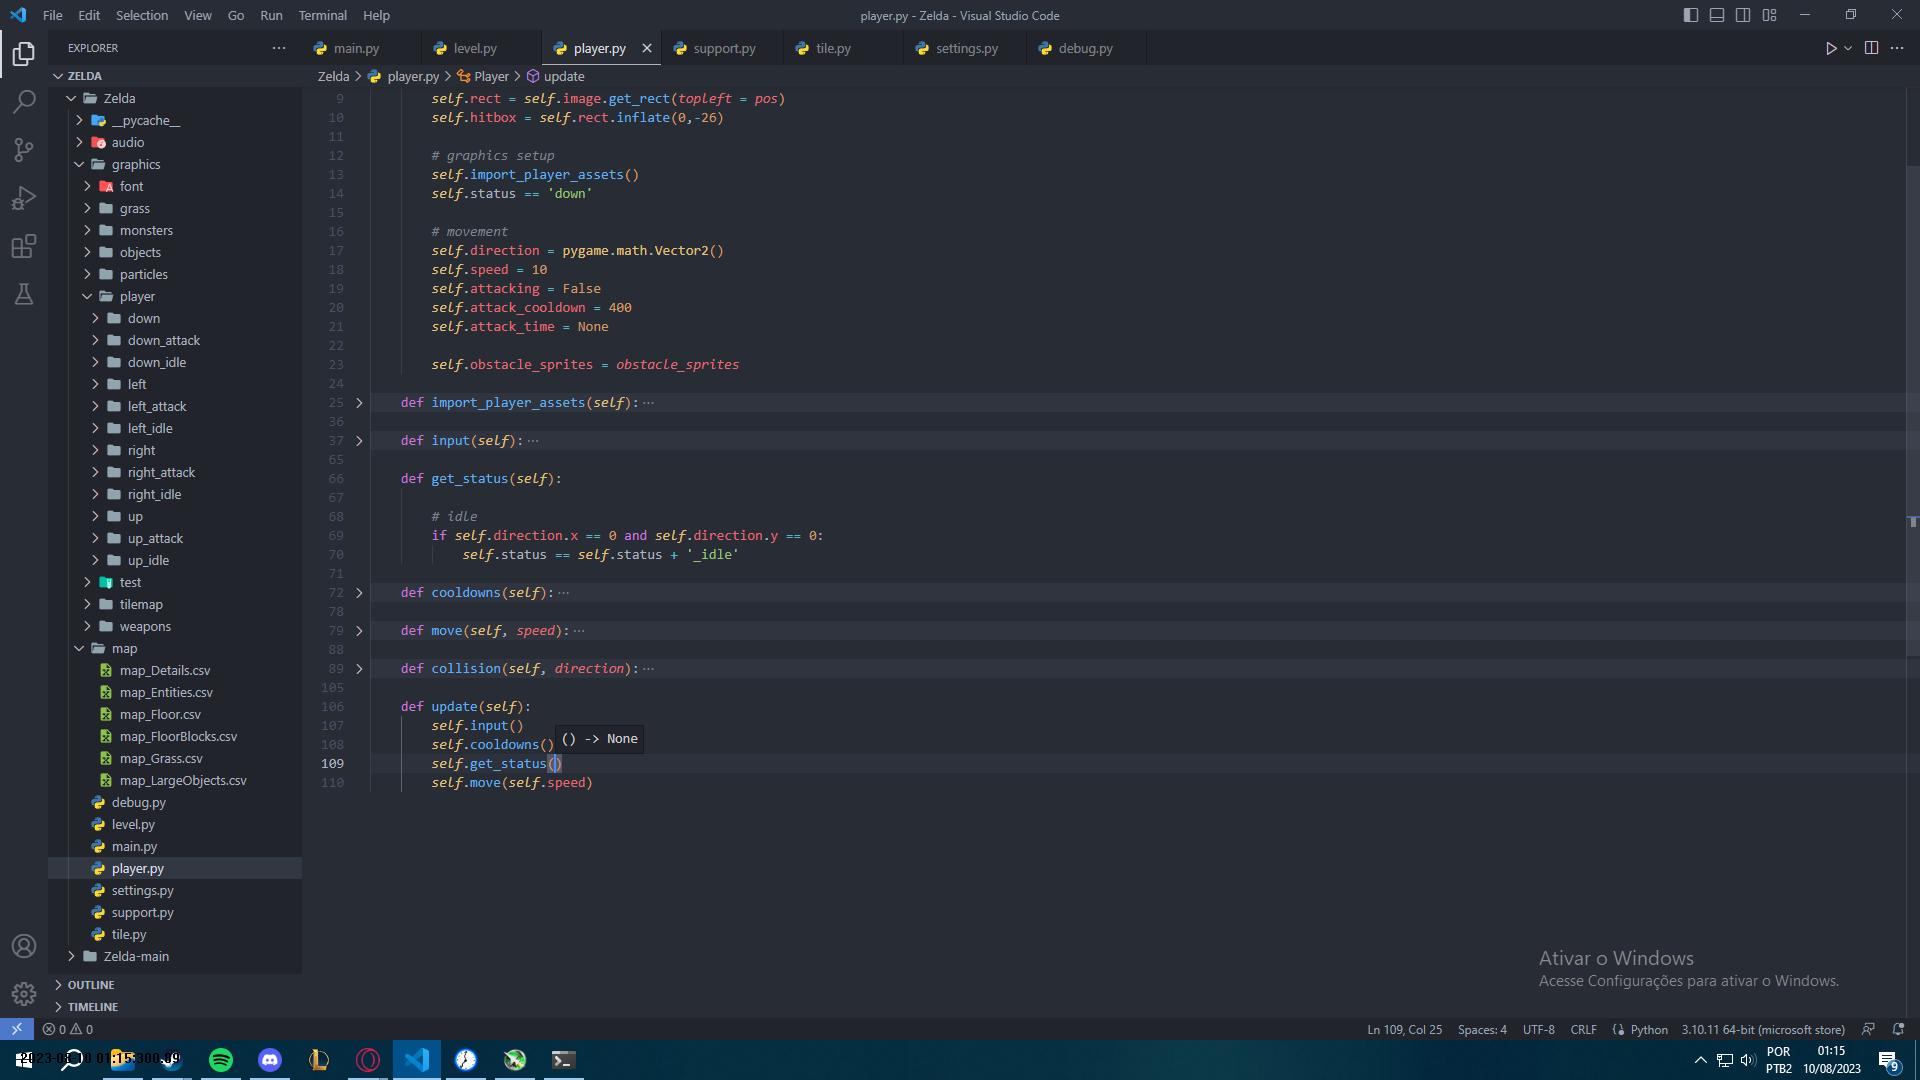 File Edit Selection View Go Run Terminal Help
player.py - Zelda - Visual Studio Code
EXPLORER
main.py level.py player.py support.py tile.py settings.py debug.py
ZELDA
Zelda > player.py > Player > update
Zelda
__pycache__
audio
graphics
font
grass
monsters
objects
particles
player
down
down_attack
down_idle
left
left_attack
left_idle
right
right_attack
right_idle
up
up_attack
up_idle
test
tilemap
weapons
map
map_Details.csv
map_Entities.csv
map_Floor.csv
map_FloorBlocks.csv
map_Grass.csv
map_LargeObjects.csv
debug.py
level.py
main.py
player.py
settings.py
support.py
tile.py
Zelda-main
OUTLINE
TIMELINE
9 self.rect = self.image.get_rect(topleft = pos)
10 self.hitbox = self.rect.inflate(0,-26)
11
12 # graphics setup
13 self.import_player_assets()
14 self.status == 'down'
15
16 # movement
17 self.direction = pygame.math.Vector2()
18 self.speed = 10
19 self.attacking = False
20 self.attack_cooldown = 400
21 self.attack_time = None
22
23 self.obstacle_sprites = obstacle_sprites
24
25 def import_player_assets(self):···
36
37 def input(self):···
65
66 def get_status(self):
67
68 # idle
69 if self.direction.x == 0 and self.direction.y == 0:
70 self.status == self.status + '_idle'
71
72 def cooldowns(self):···
78
79 def move(self, speed):···
88
89 def collision(self, direction):···
105
106 def update(self):
107 self.input()
108 self.cooldowns()
() -> None
109 self.get_status()
110 self.move(self.speed)
Ativar o Windows
Acesse Configurações para ativar o Windows.
0 0
Ln 109, Col 25 Spaces: 4 UTF-8 CRLF Python 3.10.11 64-bit (microsoft store)
POR
PTB2
01:15
10/08/2023
9